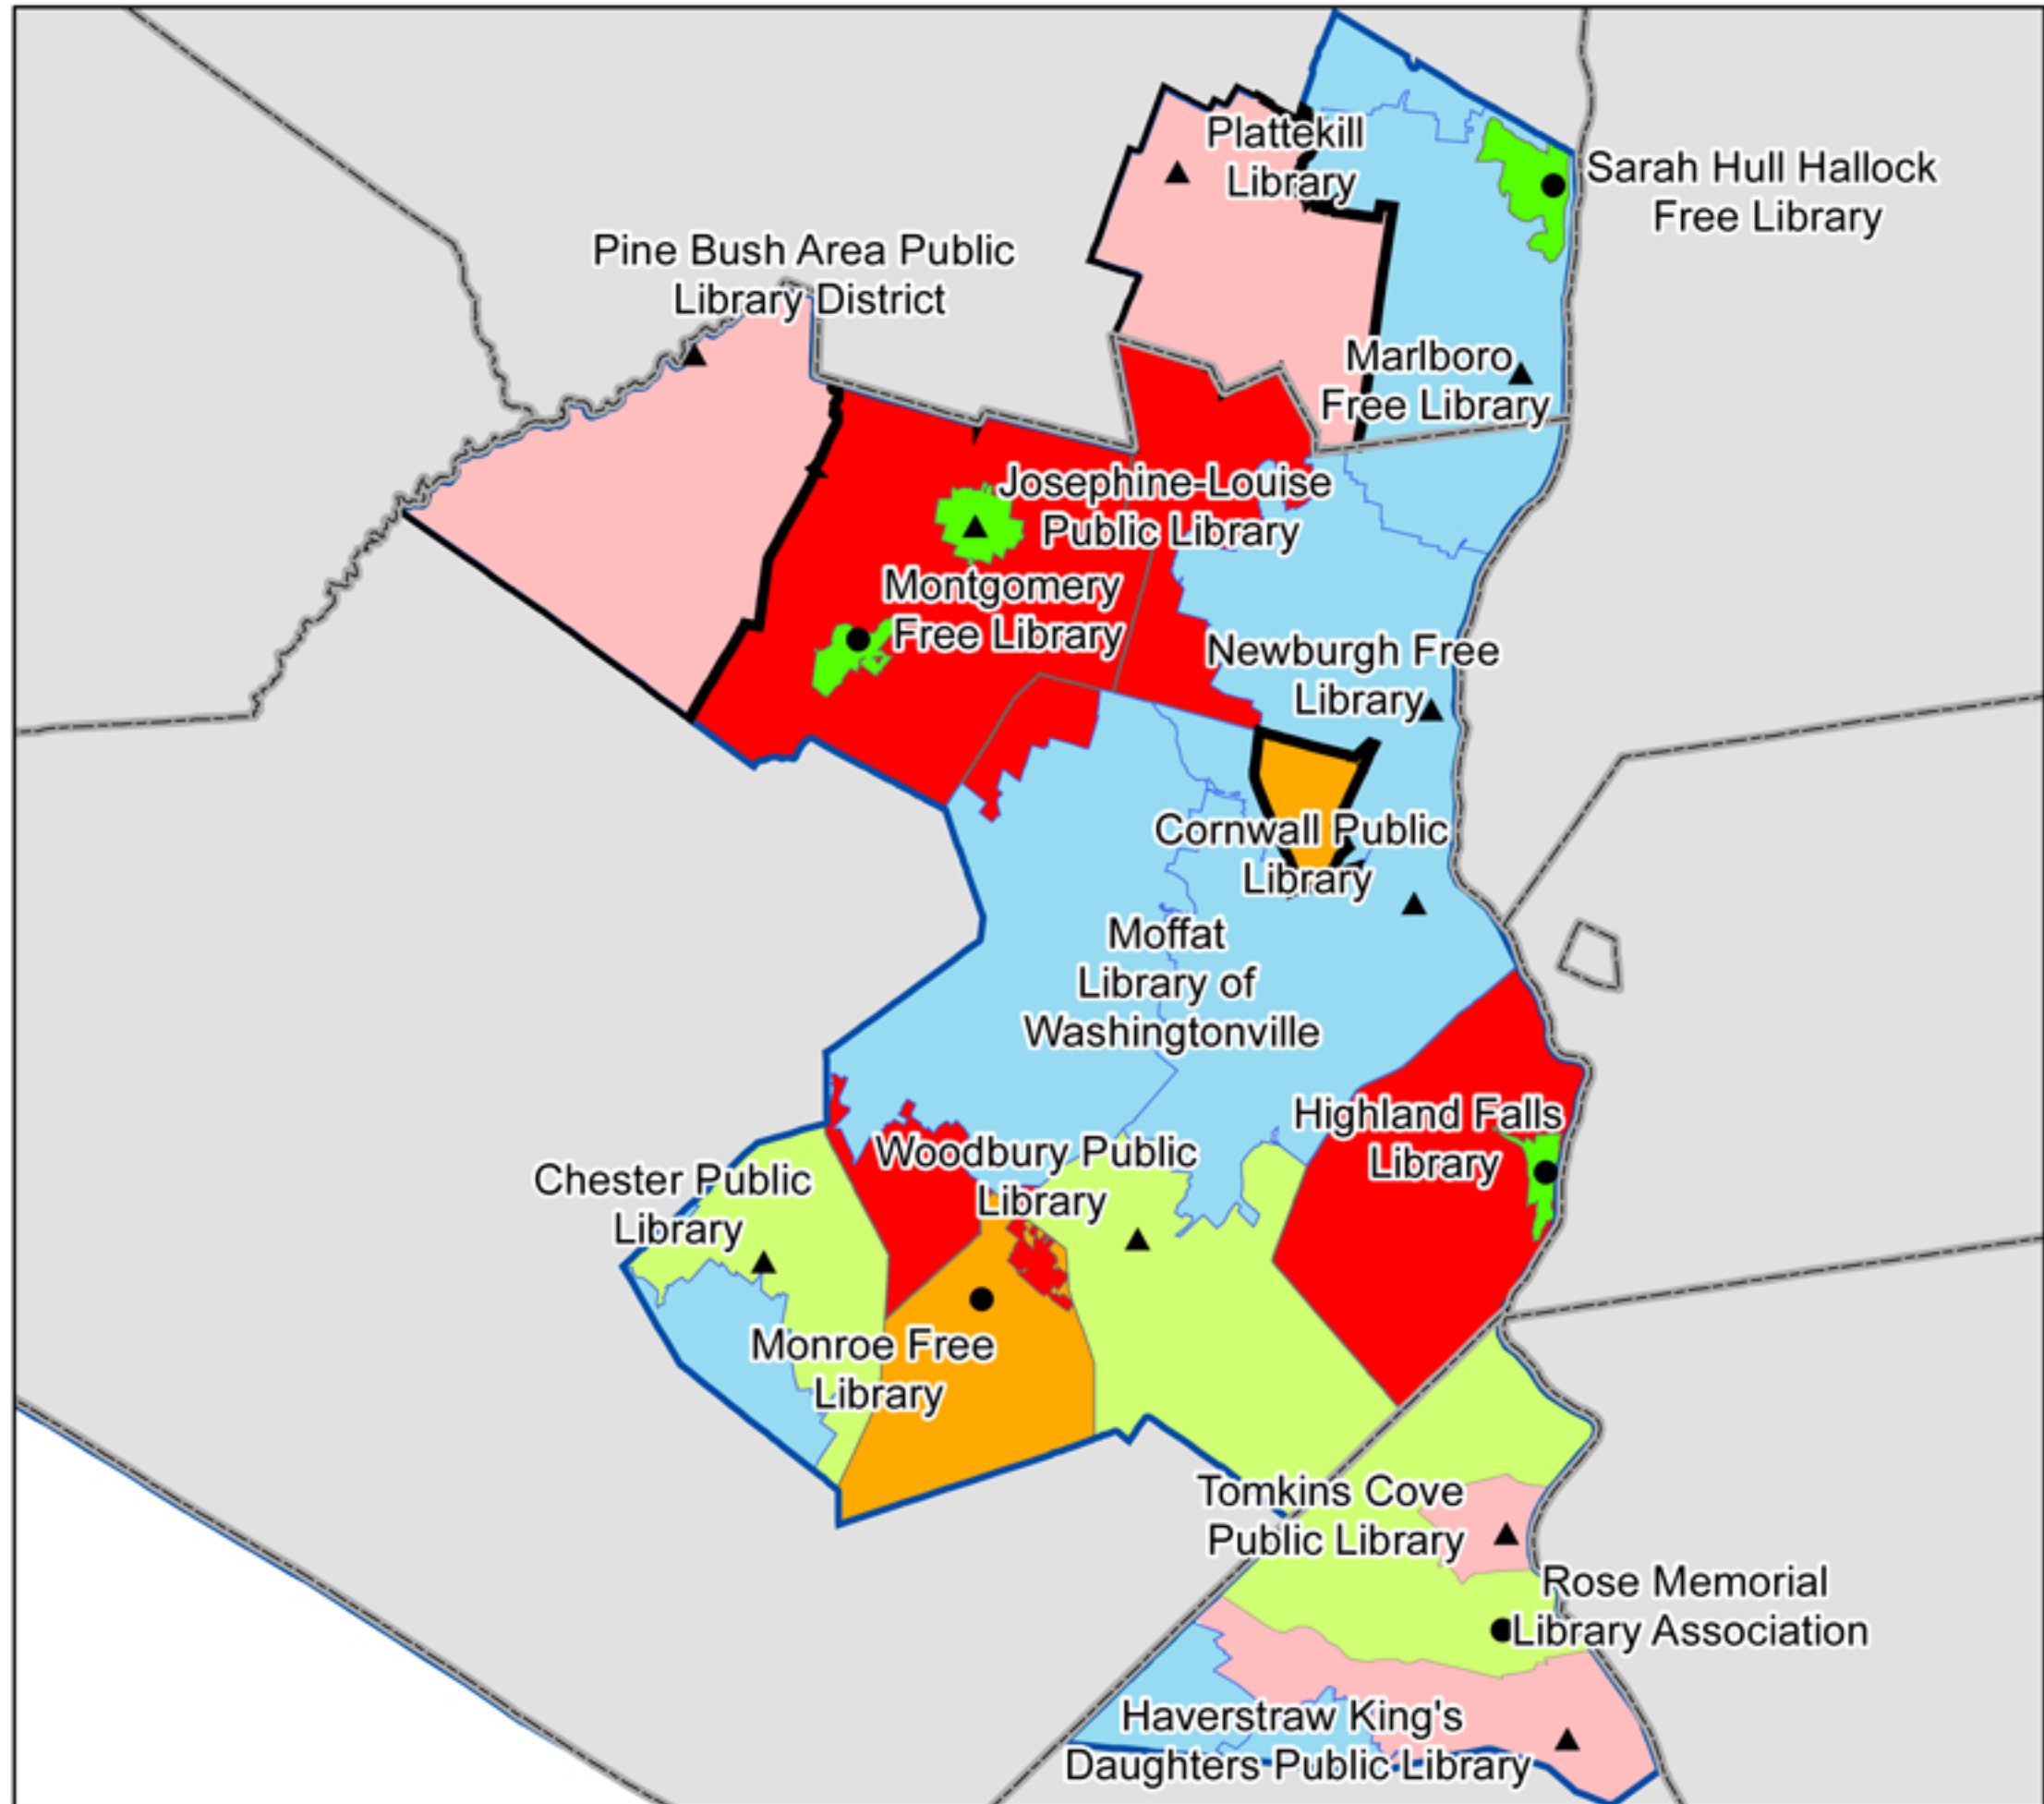 Plattekill
Library
Sarah Hull Hallock
Free Library
Pine Bush Area Public
Library District
Marlboro
Free Library
Josephine-Louise
Public Library
Montgomery
Free Library
Newburgh Free
Library
Cornwall Public
Library
Moffat
Library of
Washingtonville
Highland Falls
Library
Woodbury Public
Library
Chester Public
Library
Monroe Free
Library
Tomkins Cove
Public Library
Rose Memorial
Library Association
Haverstraw King's
Daughters Public Library